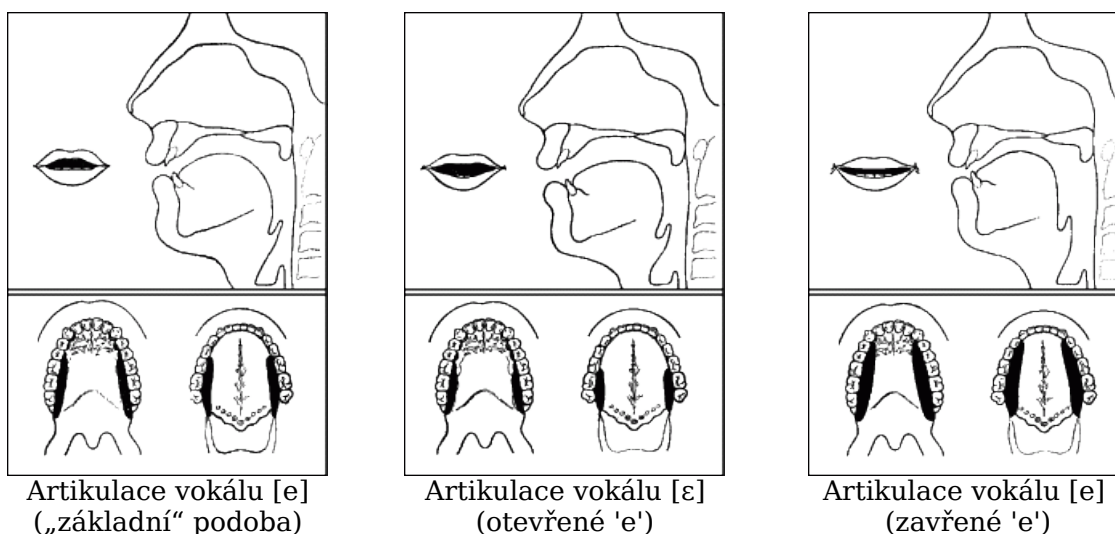 Artikulace vokálu [e]
(„základní“ podoba)
Artikulace vokálu [ɛ]
(otevřené 'e')
Artikulace vokálu [e]
(zavřené 'e')